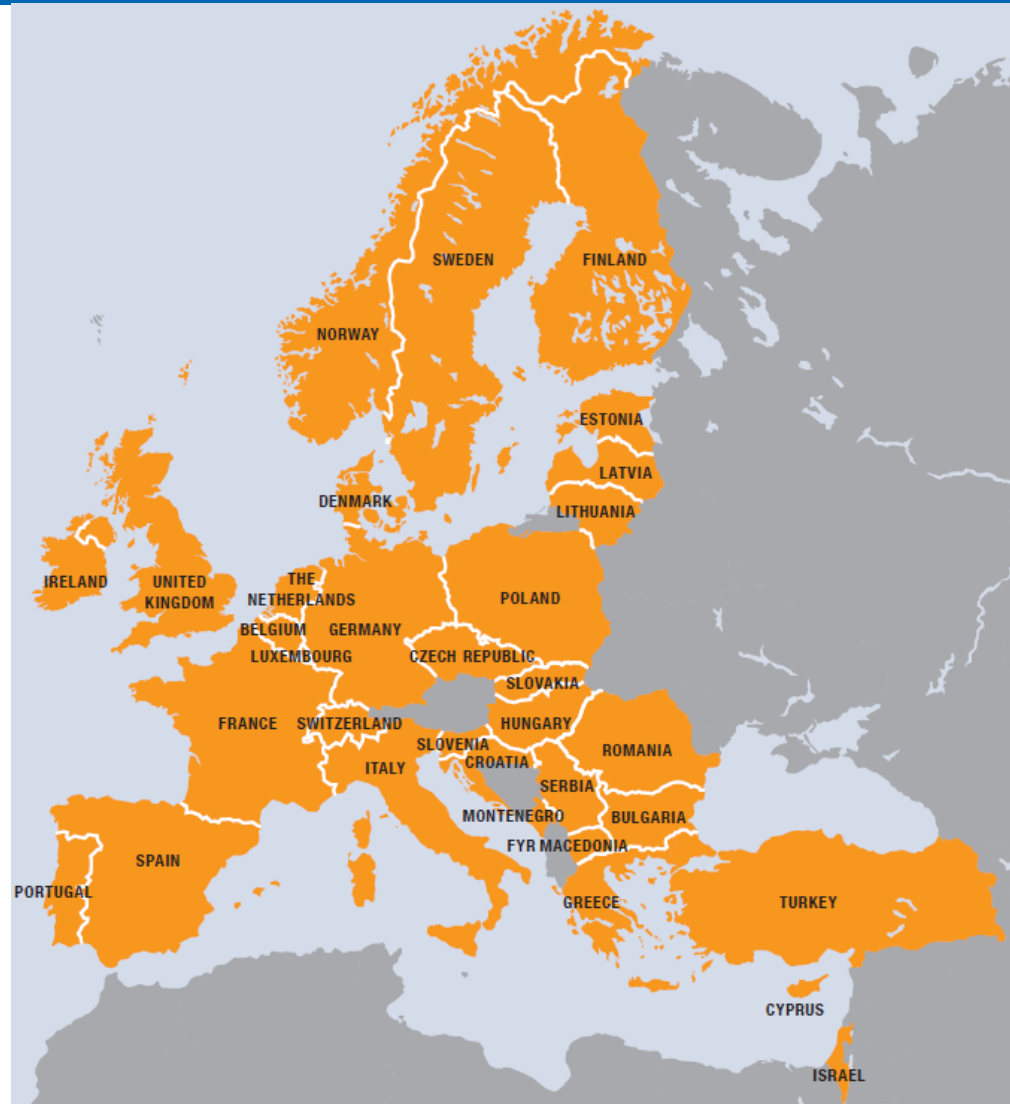 SWEDEN
FINLAND
NORWAY
ESTONIA
LATVIA
DENMARK
LITHUANIA
IRELAND
UNITED
KINGDOM
THE
NETHERLANDS
POLAND
BELGIUM
GERMANY
LUXEMBOURG
CZECH REPUBLIC
SLOVAKIA
FRANCE
SWITZERLAND
HUNGARY
SLOVENIA
ROMANIA
CROATIA
ITALY
SERBIA
MONTENEGRO
BULGARIA
FYR MACEDONIA
SPAIN
PORTUGAL
GREECE
TURKEY
CYPRUS
ISRAEL